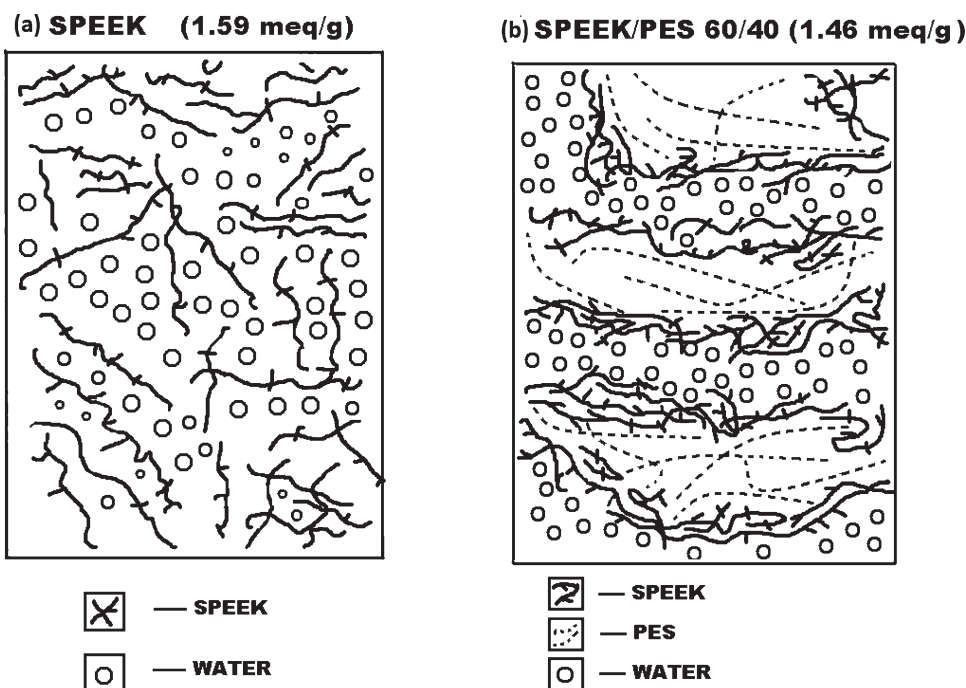 (a) SPEEK (1.59 meq/g)
(b) SPEEK/PES 60/40 (1.46 meq/g)
— SPEEK
— WATER
— SPEEK
— PES
— WATER